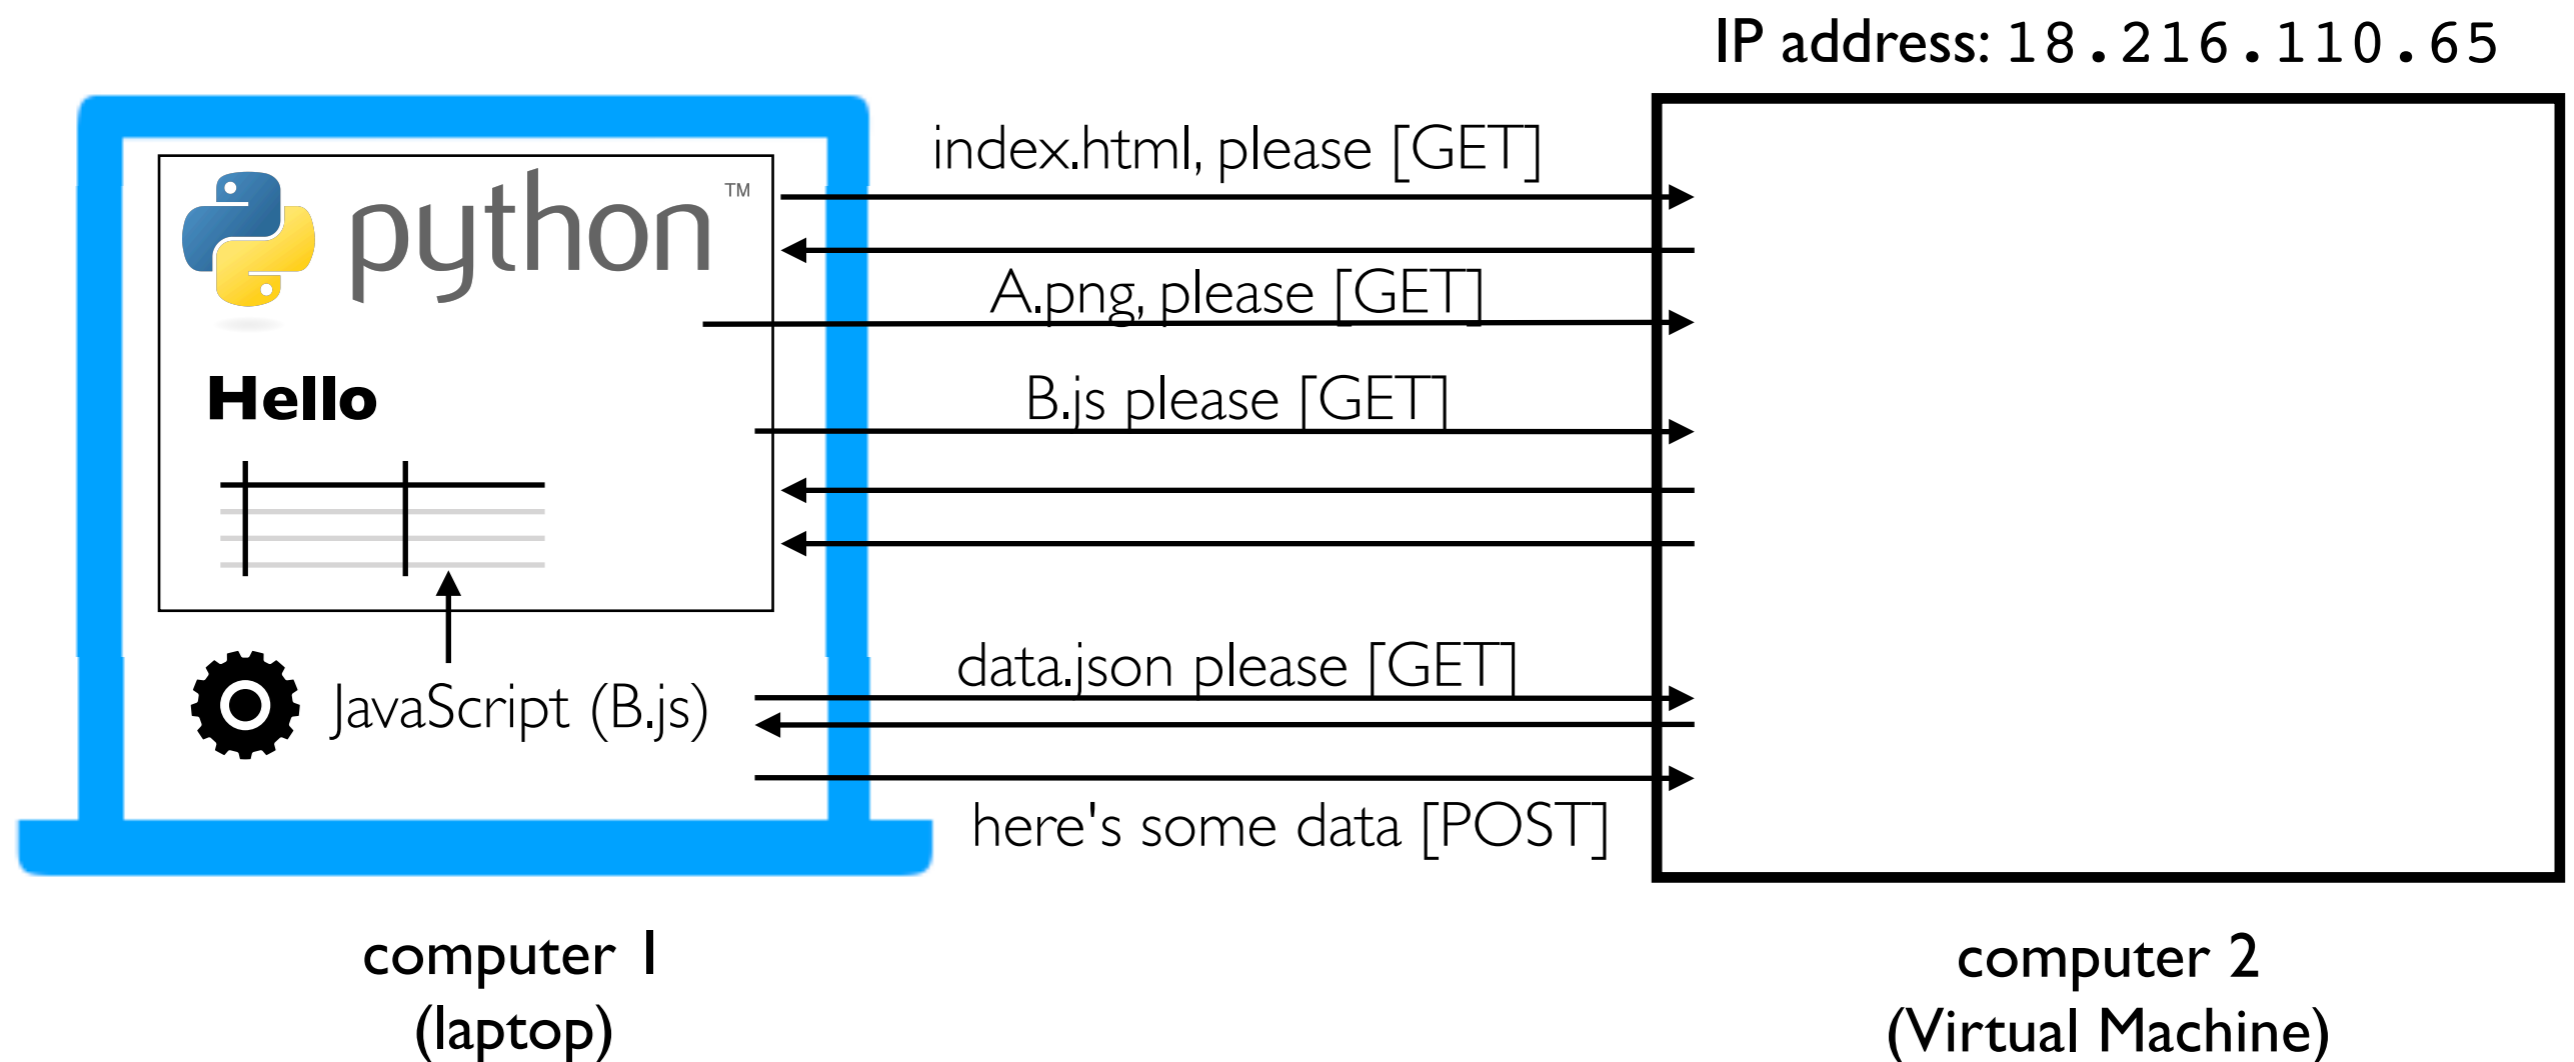 IP address: 18.216.110.65
index.html, please [GET]
python™
A.png, please [GET]
Hello
B.js please [GET]
data.json please [GET]
JavaScript (B.js)
here's some data [POST]
computer 1
(laptop)
computer 2
(Virtual Machine)